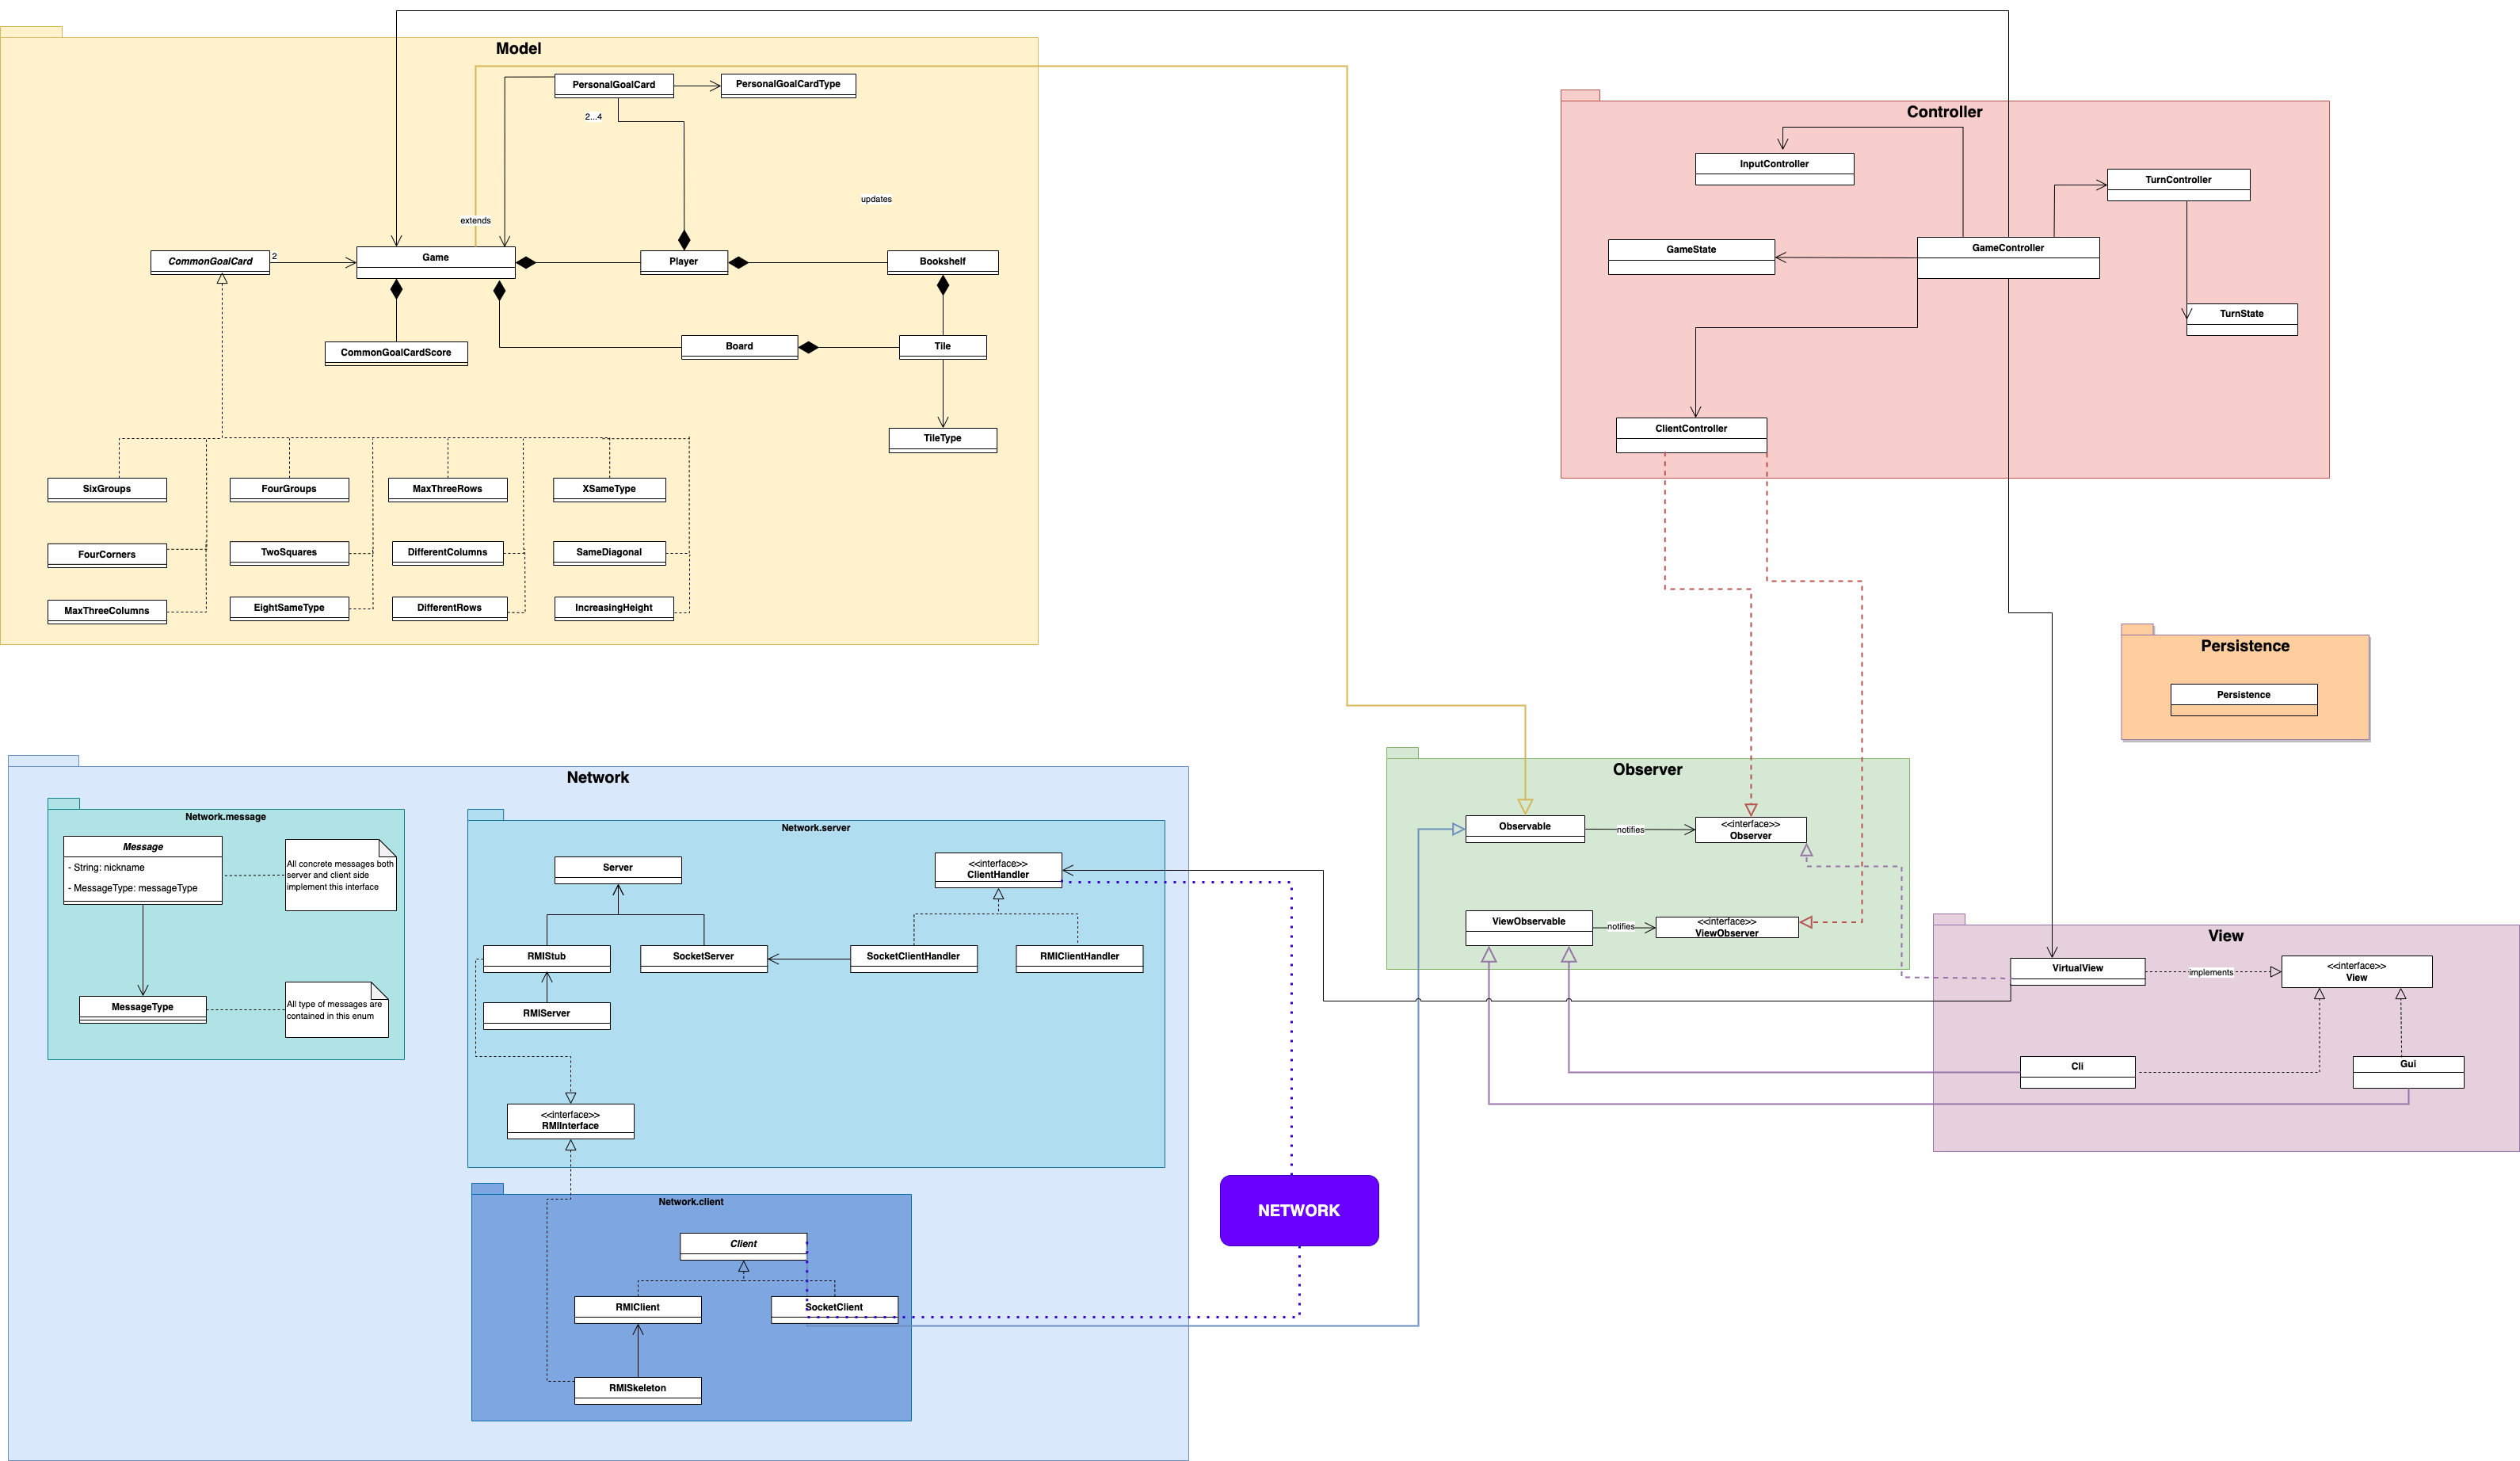 Model
PersonalGoalCard
PersonalGoalCardType
2...4
updates
extends
CommonGoalCard
2
Game
Player
Bookshelf
CommonGoalCardScore
Board
Tile
TileType
SixGroups
FourGroups
MaxThreeRows
XSameType
FourCorners
TwoSquares
DifferentColumns
SameDiagonal
MaxThreeColumns
EightSameType
DifferentRows
IncreasingHeight
Controller
InputController
TurnController
GameState
GameController
TurnState
ClientController
Persistence
Persistence
Network
Network.message
Message
- String: nickname
- MessageType: messageType
All concrete messages both
server and client side
implement this interface
MessageType
All type of messages are
contained in this enum
Network.server
Server
<<interface>>
ClientHandler
RMIStub
SocketServer
SocketClientHandler
RMIClientHandler
RMIServer
<<interface>>
RMIInterface
Network.client
Client
RMIClient
SocketClient
RMISkeleton
NETWORK
Observer
Observable
notifies
<<interface>>
Observer
ViewObservable
notifies
<<interface>>
ViewObserver
View
VirtualView
implements
<<interface>>
View
Cli
Gui